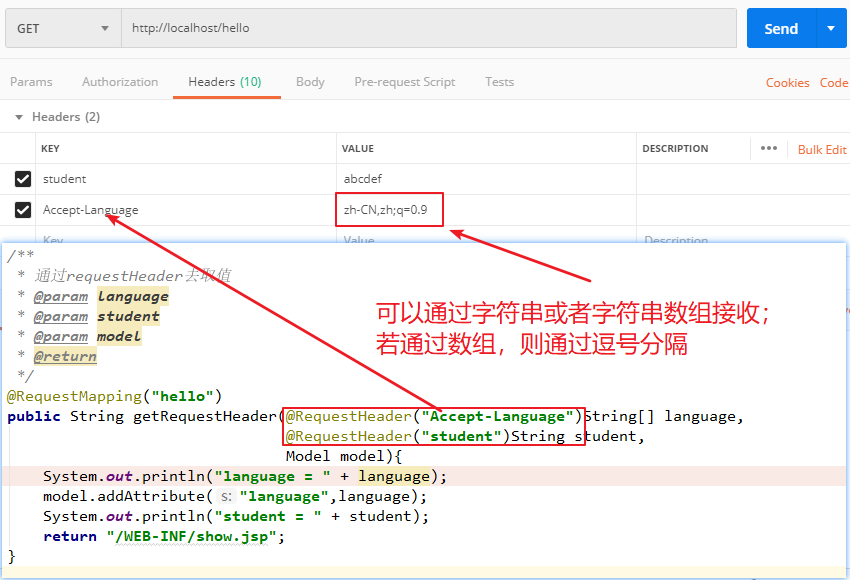 GET http://localhost/hello Send
Params Authorization Headers (10) Body Pre-request Script Tests Cookies Code
Headers (2)
KEY VALUE DESCRIPTION ••• Bulk Edit
student abcdef
Accept-Language zh-CN,zh;q=0.9
Key Value Description
/**
* 通过requestHeader去取值
* @param language
* @param student
* @param model
* @return
*/
可以通过字符串或者字符串数组接收；
若通过数组，则通过逗号分隔
@RequestMapping("hello")
public String getRequestHeader(@RequestHeader("Accept-Language")String[] language,
@RequestHeader("student")String student,
Model model){
System.out.println("language = " + language);
model.addAttribute( s: "language",language);
System.out.println("student = " + student);
return "/WEB-INF/show.jsp";
}